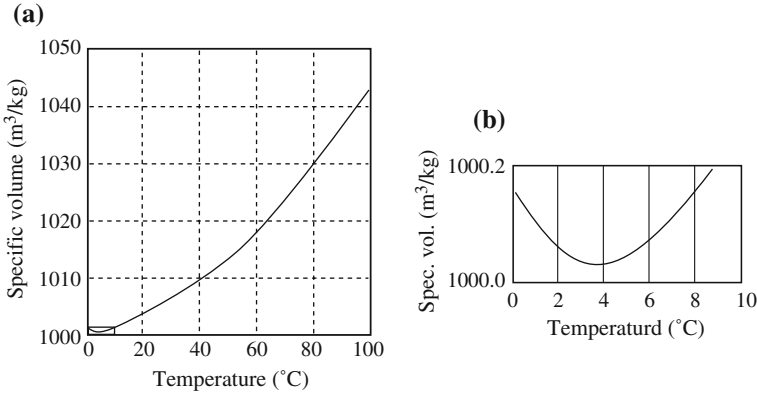 (a)
1050
1040
1030
1020
1010
1000
Specific volume (m³/kg)
0 20 40 60 80 100
Temperature (˚C)
(b)
1000.2
1000.0
Spec. vol. (m³/kg)
0 2 4 6 8 10
Temperaturd (˚C)